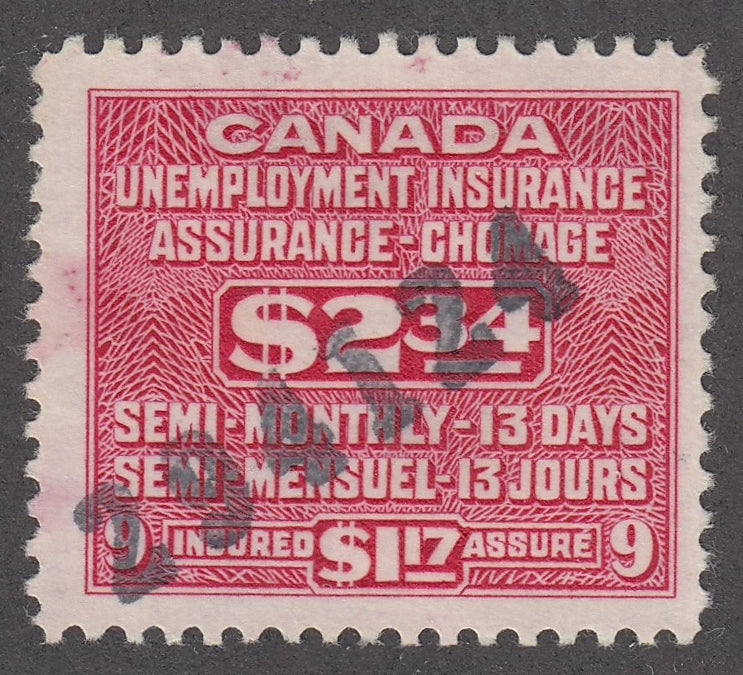 CANADA
UNEMPLOYMENT INSURANCE
ASSURANCE-CHOMAGE
$2.34
SEMI-MONTHLY-13 DAYS
SEMI-MENSUEL-13 JOURS
9 INSURED $1.17 ASSURÉ 9